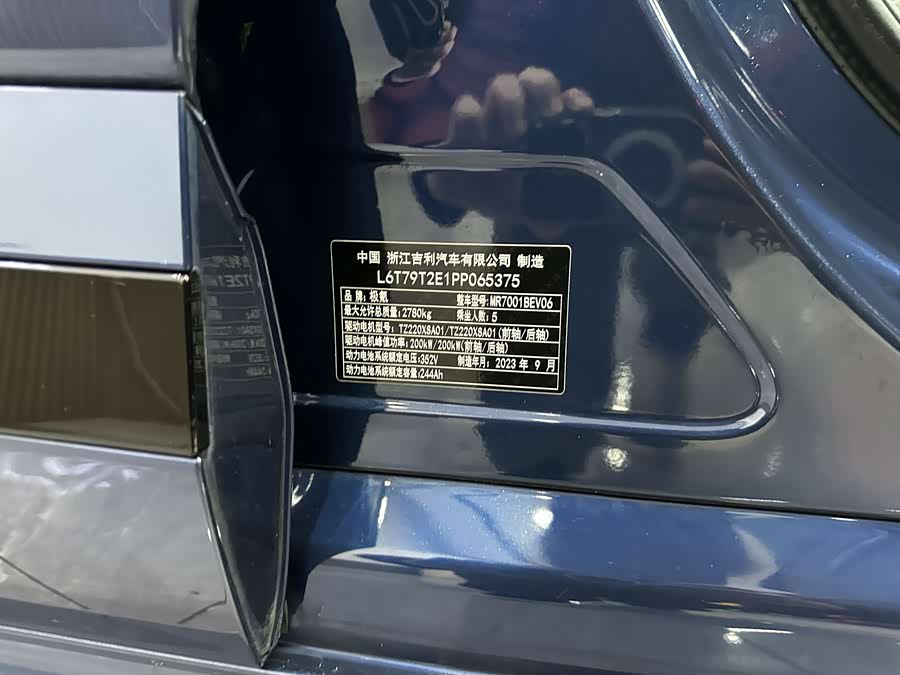 中国 浙江吉利汽车有限公司 制造
L6T79T2E1PP065375
品牌:极氪 整车型号:MR7001BEV06
最大允许总质量:2780kg 乘坐人数:5
驱动电机型号:TZ220XSA01/TZ220XSA01(前轴/后轴)
驱动电机峰值功率:200kW/200kW(前轴/后轴)
动力电池系统额定电压:352V 制造年月:2023年9月
动力电池系统额定容量:244Ah